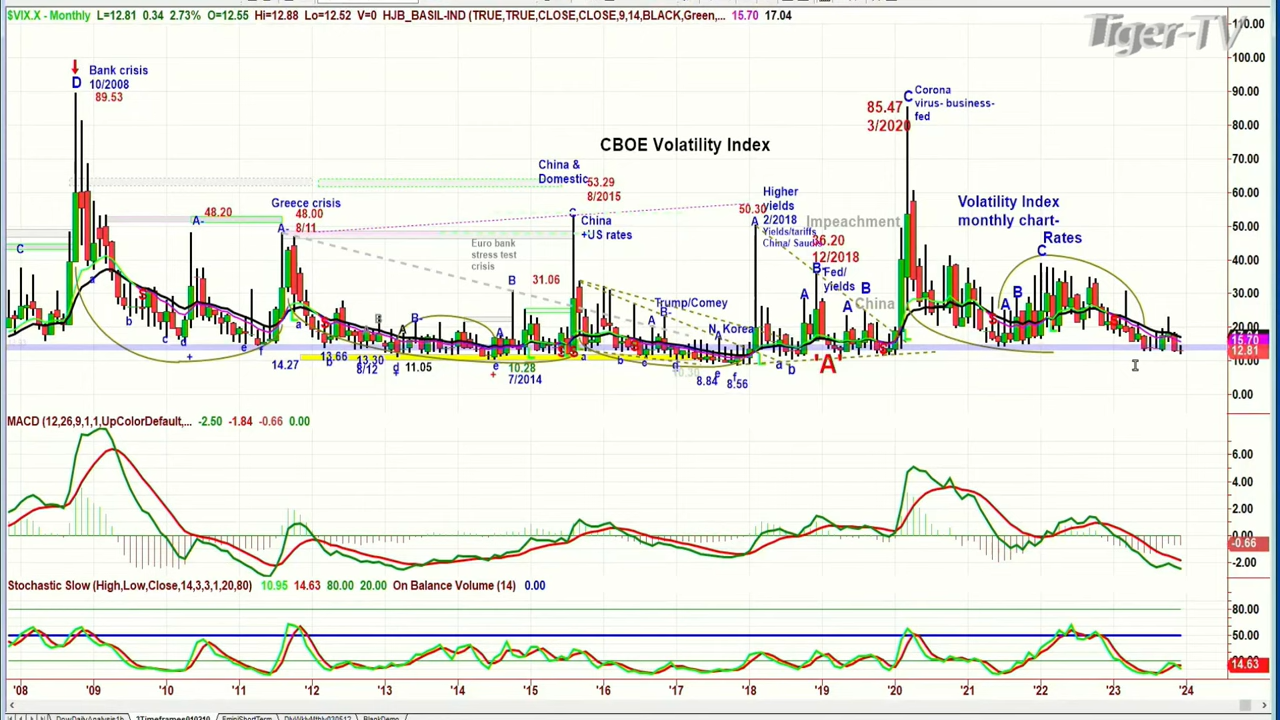 $VIX.X - Monthly L=12.81 0.34 2.73% O=12.55 Hi=12.88 Lo=12.52 V=0 HJB_BASIL-IND (TRUE,TRUE,CLOSE,CLOSE,9,14,BLACK,Green,... 15.70 17.04
Tiger-TV
110.00
100.00
90.00
80.00
70.00
60.00
50.00
40.00
30.00
20.00
15.70
12.81
0.00
D
Bank crisis
10/2008
89.53
C
Corona
virus- business-
fed
85.47
3/2020
CBOE Volatility Index
China &
Domestic
53.29
8/2015
C
China
+US rates
Greece crisis
48.00
8/11
A-
A-
48.20
C
Euro bank
stress test
crisis
B
31.06
50.30
A
Higher
yields
2/2018
Yields/tariffs
China/ Saudi
Impeachment
36.20
12/2018
B
Fed/
yields
China
Volatility Index
monthly chart-
Rates
C
A
B
A
A
B
Trump/Comey
B-
A
N. Korea
A
'A'
a
b
c
d
+
e
f
14.27
a
b
13.66
13.30
8/12
B
A
B-
d
+
11.05
A
e
+
10.28
7/2014
S
S
a
b
c
d
10.30
8.84
e
f
8.56
a
b
MACD (12,26,9,1,1,UpColorDefault,... -2.50 -1.84 -0.66 0.00
6.00
4.00
2.00
0.00
-0.66
-2.00
Stochastic Slow (High,Low,Close,14,3,3,1,20,80) 10.95 14.63 80.00 20.00 On Balance Volume (14) 0.00
80.00
50.00
14.63
'08 '09 '10 '11 '12 '13 '14 '15 '16 '17 '18 '19 '20 '21 '22 '23 '24